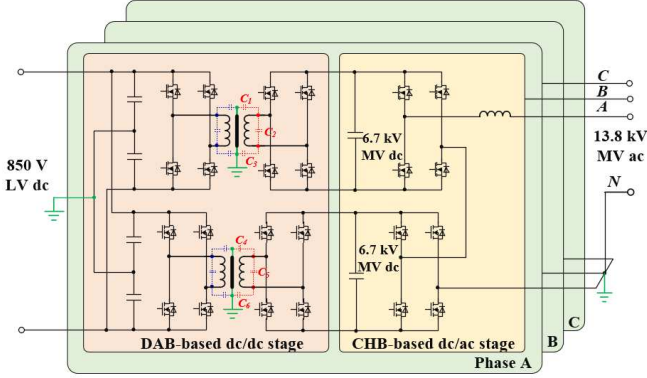 C
B
A
13.8 kV
MV ac
N
850 V
LV dc
C1
C2
C3
6.7 kV
MV dc
C4
C5
C6
6.7 kV
MV dc
DAB-based dc/dc stage
CHB-based dc/ac stage
Phase A
B
C